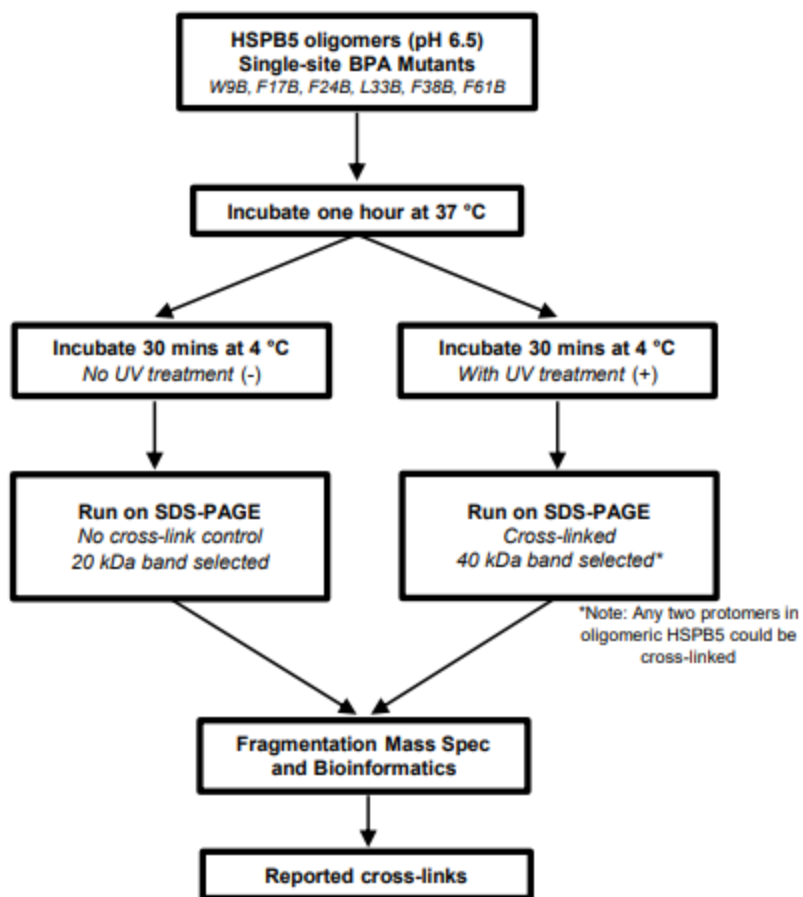 HSPB5 oligomers (pH 6.5)
Single-site BPA Mutants
W9B, F17B, F24B, L33B, F38B, F61B
Incubate one hour at 37 °C
Incubate 30 mins at 4 °C
No UV treatment (-)
Incubate 30 mins at 4 °C
With UV treatment (+)
Run on SDS-PAGE
No cross-link control
20 kDa band selected
Run on SDS-PAGE
Cross-linked
40 kDa band selected*
*Note: Any two protomers in
oligomeric HSPB5 could be
cross-linked
Fragmentation Mass Spec
and Bioinformatics
Reported cross-links